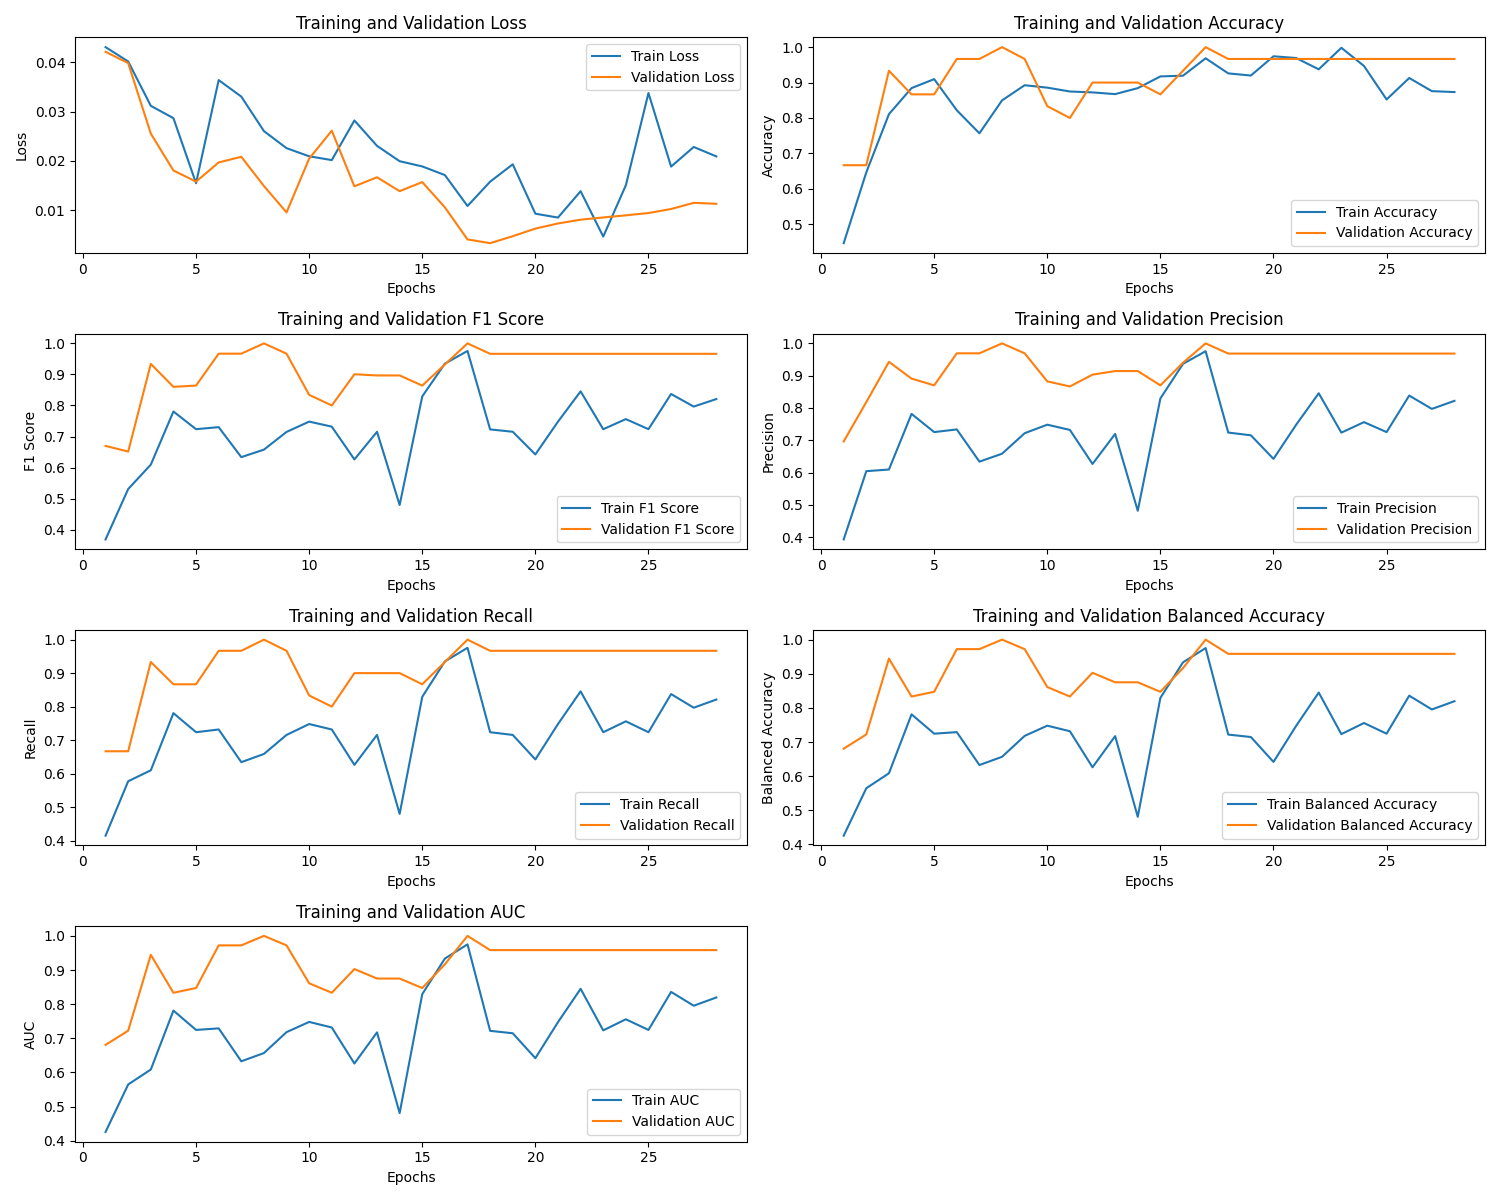 Training and Validation Loss
Loss
0.04
0.03
0.02
0.01
Train Loss
Validation Loss
0 5 10 15 20 25
Epochs
Training and Validation Accuracy
Accuracy
1.0
0.9
0.8
0.7
0.6
0.5
Train Accuracy
Validation Accuracy
0 5 10 15 20 25
Epochs
Training and Validation F1 Score
F1 Score
1.0
0.9
0.8
0.7
0.6
0.5
0.4
Train F1 Score
Validation F1 Score
0 5 10 15 20 25
Epochs
Training and Validation Precision
Precision
1.0
0.9
0.8
0.7
0.6
0.5
0.4
Train Precision
Validation Precision
0 5 10 15 20 25
Epochs
Training and Validation Recall
Recall
1.0
0.9
0.8
0.7
0.6
0.5
0.4
Train Recall
Validation Recall
0 5 10 15 20 25
Epochs
Training and Validation Balanced Accuracy
Balanced Accuracy
1.0
0.9
0.8
0.7
0.6
0.5
0.4
Train Balanced Accuracy
Validation Balanced Accuracy
0 5 10 15 20 25
Epochs
Training and Validation AUC
AUC
1.0
0.9
0.8
0.7
0.6
0.5
0.4
Train AUC
Validation AUC
0 5 10 15 20 25
Epochs